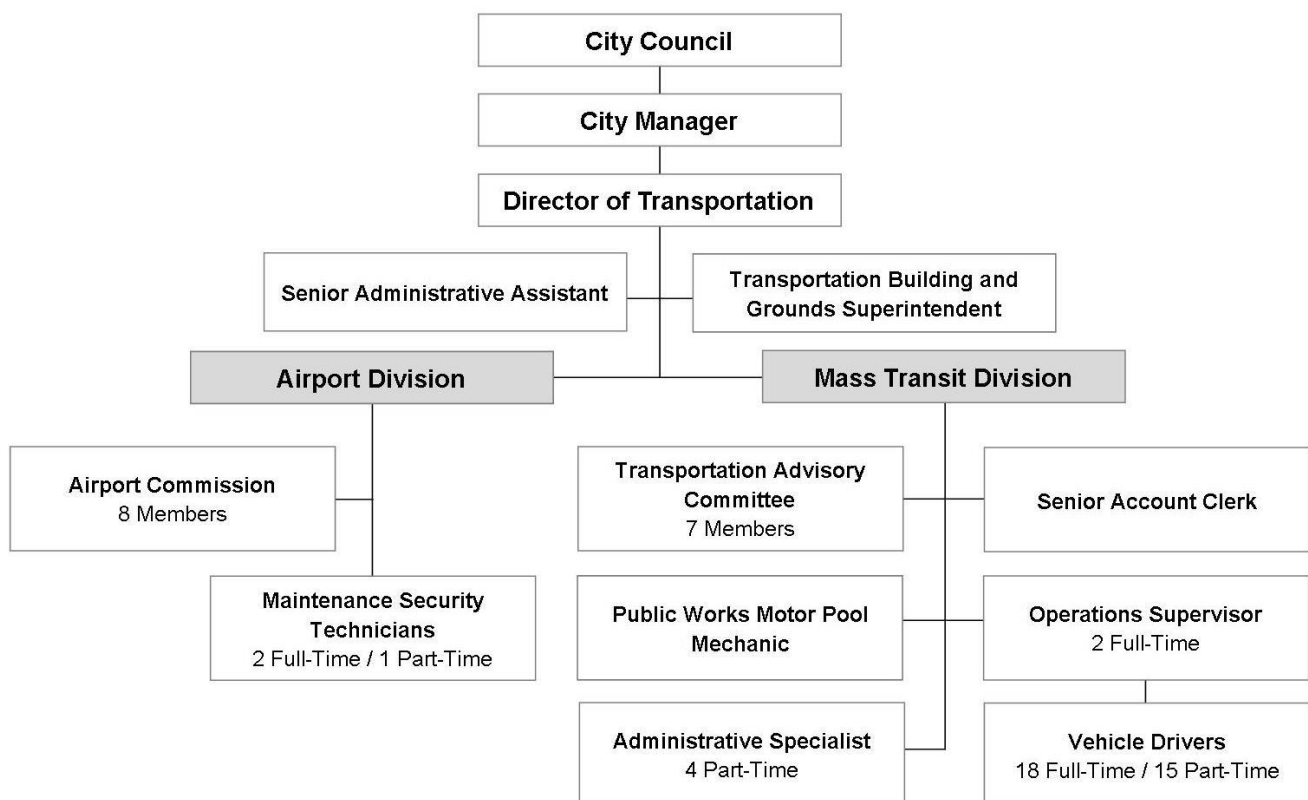 City Council
City Manager
Director of Transportation
Senior Administrative Assistant
Transportation Building and
Grounds Superintendent
Airport Division
Mass Transit Division
Airport Commission
8 Members
Transportation Advisory
Committee
7 Members
Senior Account Clerk
Maintenance Security
Technicians
2 Full-Time / 1 Part-Time
Public Works Motor Pool
Mechanic
Operations Supervisor
2 Full-Time
Administrative Specialist
4 Part-Time
Vehicle Drivers
18 Full-Time / 15 Part-Time